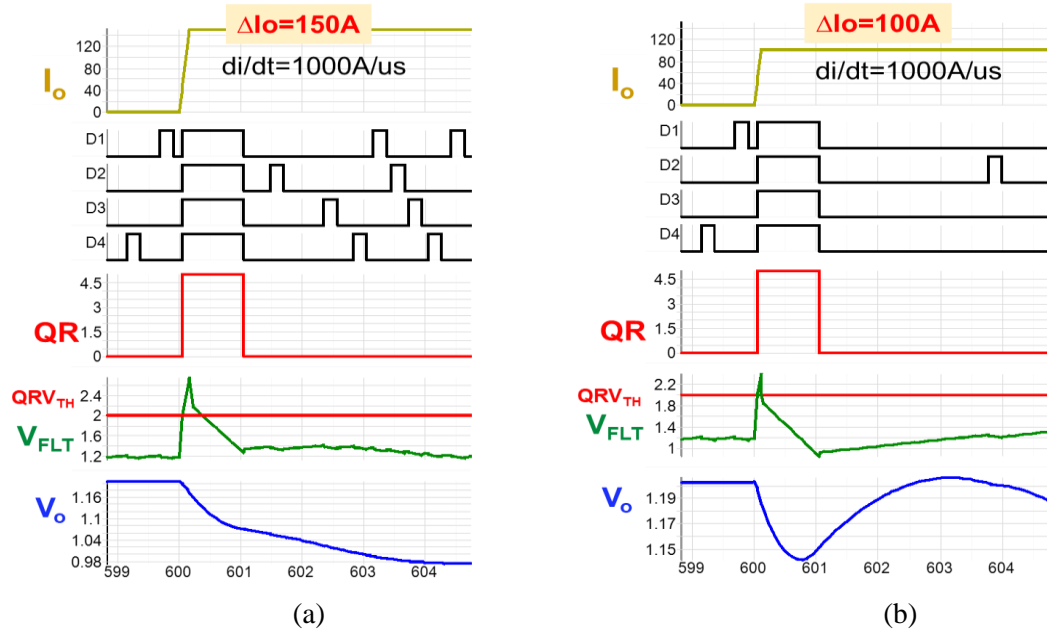 ΔIo=150A
di/dt=1000A/us
Io
120
80
40
0
D1
D2
D3
D4
QR
4.5
3
1.5
0
QRVTH
VFLT
2.4
2
1.6
1.2
Vo
1.16
1.1
1.04
0.98
599 600 601 602 603 604
(a)
ΔIo=100A
di/dt=1000A/us
Io
120
80
40
0
D1
D2
D3
D4
QR
4.5
3
1.5
0
QRVTH
VFLT
2.2
1.8
1.4
1
Vo
1.19
1.17
1.15
599 600 601 602 603 604
(b)